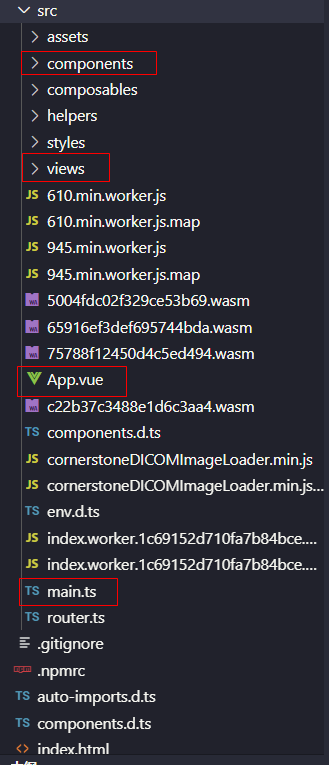 src
assets
components
composables
helpers
styles
views
JS 610.min.worker.js
JS 610.min.worker.js.map
JS 945.min.worker.js
JS 945.min.worker.js.map
WA 5004fdc02f329ce53b69.wasm
WA 65916ef3def695744bda.wasm
WA 75788f12450d4c5ed494.wasm
App.vue
WA c22b37c3488e1d6c3aa4.wasm
TS components.d.ts
JS cornerstoneDICOMImageLoader.min.js
JS cornerstoneDICOMImageLoader.min.js...
TS env.d.ts
JS index.worker.1c69152d710fa7b84bce....
JS index.worker.1c69152d710fa7b84bce....
TS main.ts
TS router.ts
.gitignore
.npmrc
TS auto-imports.d.ts
TS components.d.ts
index.html